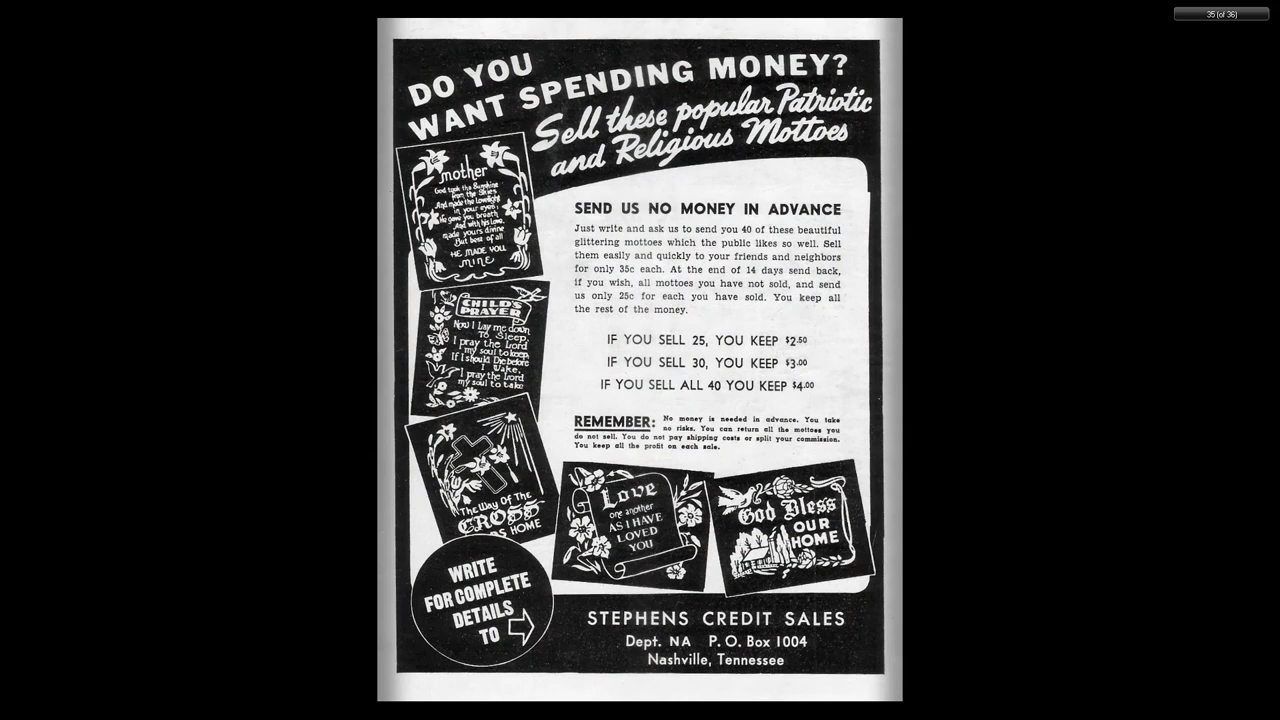 35 (of 36)
DO YOU
WANT SPENDING MONEY?
Sell these popular Patriotic
and Religious Mottoes
mother
God took the Sunshine
from the Skies
And made the Lovelight
in your eyes;
He gave you breath
And with his Love,
made yours divine
But best of all
HE MADE YOU
MINE
CHILD'S
PRAYER
Now I Lay me down
To Sleep,
I pray the Lord
my soul to keep,
If I should Die before
I Wake,
I pray the Lord
my soul to take
The Way Of The
CROSS
DS HOME
SEND US NO MONEY IN ADVANCE
Just write and ask us to send you 40 of these beautiful
glittering mottoes which the public likes so well. Sell
them easily and quickly to your friends and neighbors
for only 35c each. At the end of 14 days send back,
if you wish, all mottoes you have not sold, and send
us only 25c for each you have sold. You keep all
the rest of the money.
IF YOU SELL 25, YOU KEEP $2.50
IF YOU SELL 30, YOU KEEP $3.00
IF YOU SELL ALL 40 YOU KEEP $4.00
REMEMBER: No money is needed in advance. You take
no risks. You can return all the mottoes you
do not sell. You do not pay shipping costs or split your commission.
You keep all the profit on each sale.
Love
one another
AS I HAVE
LOVED
YOU
God Bless
OUR
HOME
WRITE
FOR COMPLETE
DETAILS
TO
STEPHENS CREDIT SALES
Dept. NA P. O. Box 1004
Nashville, Tennessee